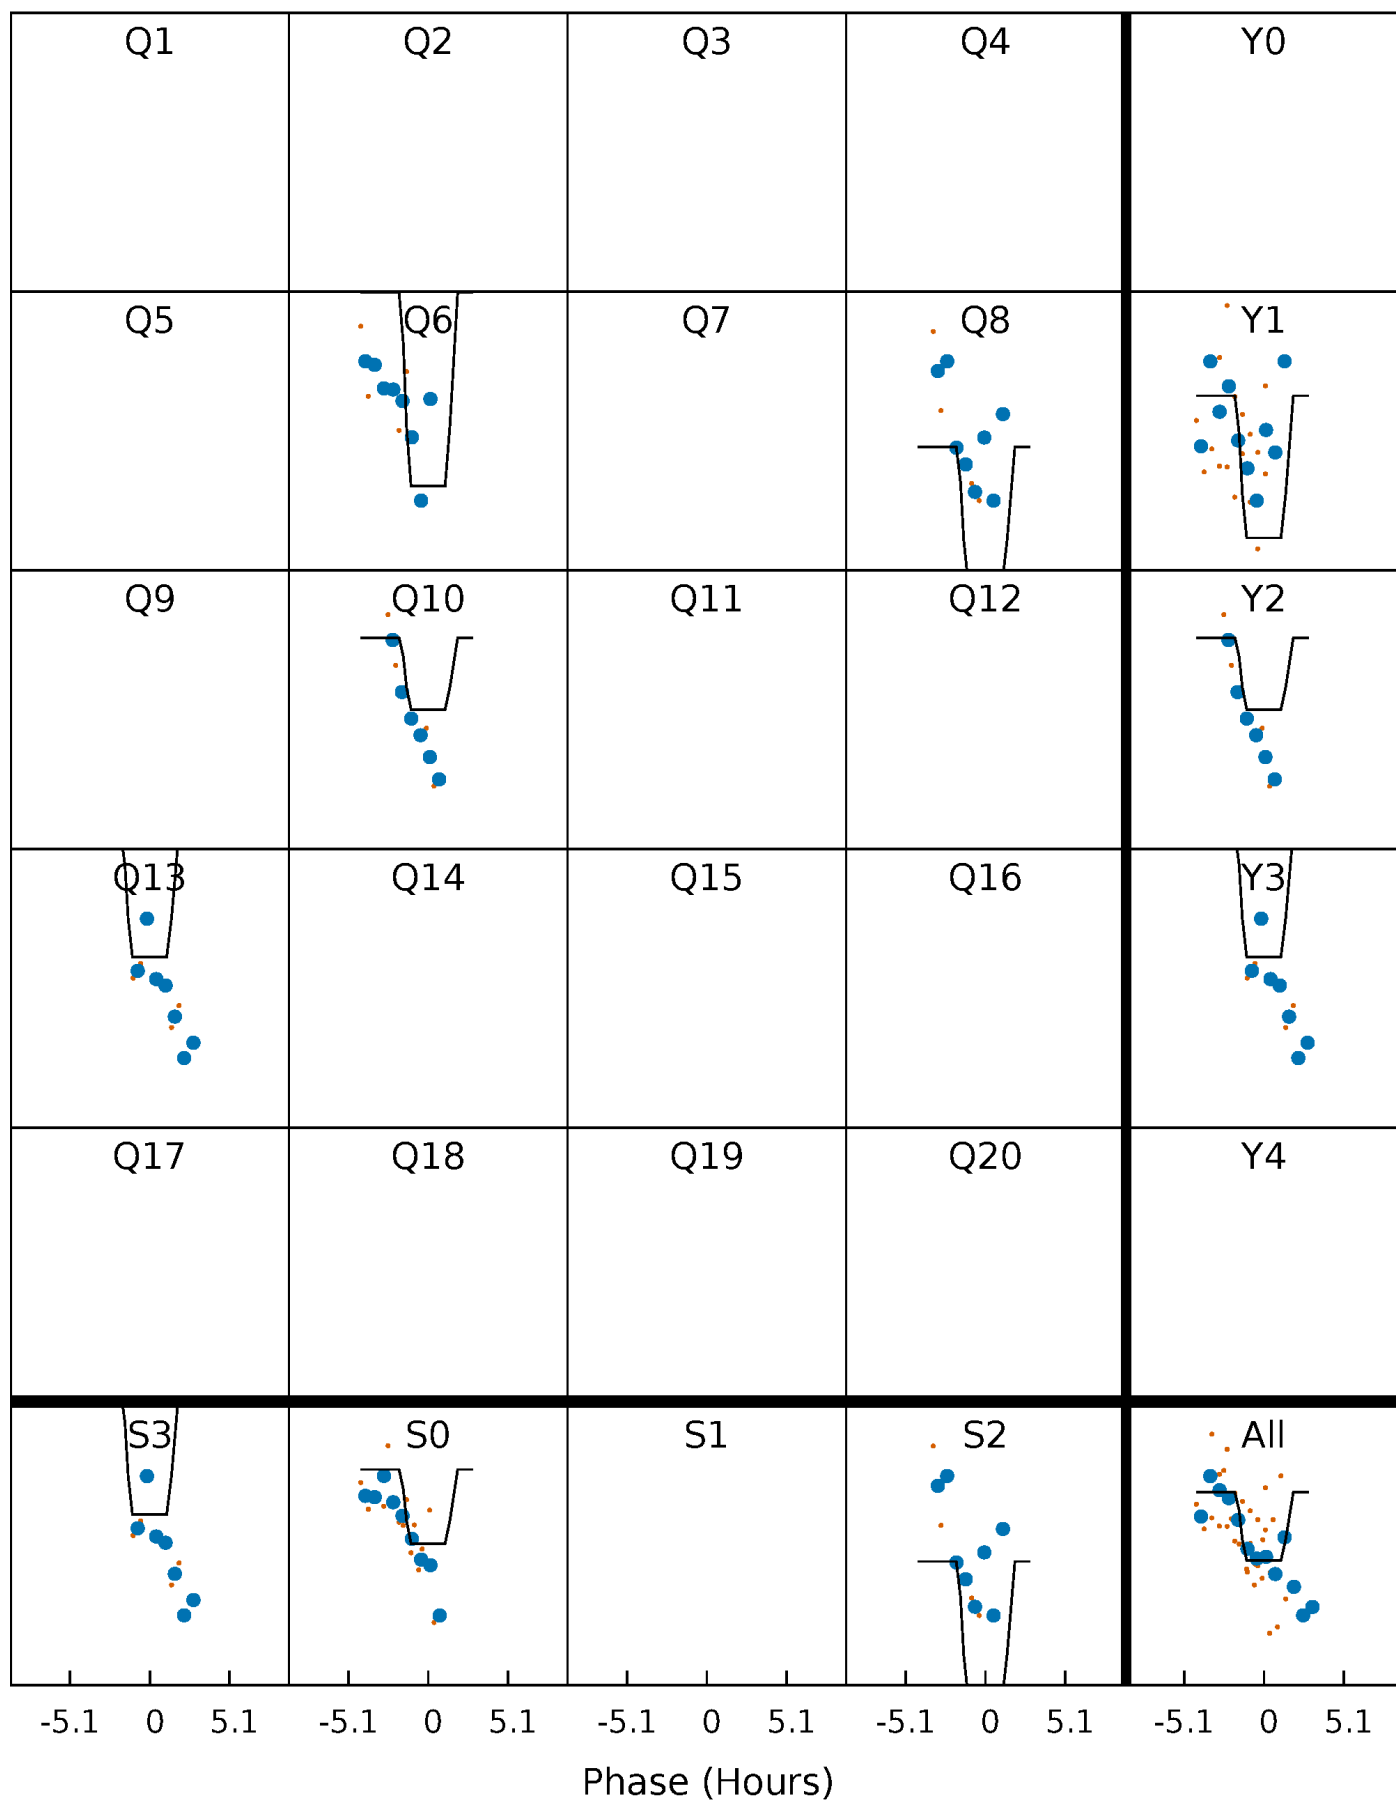 Q1 Q2 Q3 Q4 Y0
Q5 Q6 Q7 Q8 Y1
Q9 Q10 Q11 Q12 Y2
Q13 Q14 Q15 Q16 Y3
Q17 Q18 Q19 Q20 Y4
S3 S0 S1 S2 All
-5.1 0 5.1 -5.1 0 5.1 -5.1 0 5.1 -5.1 0 5.1 -5.1 0 5.1
Phase (Hours)